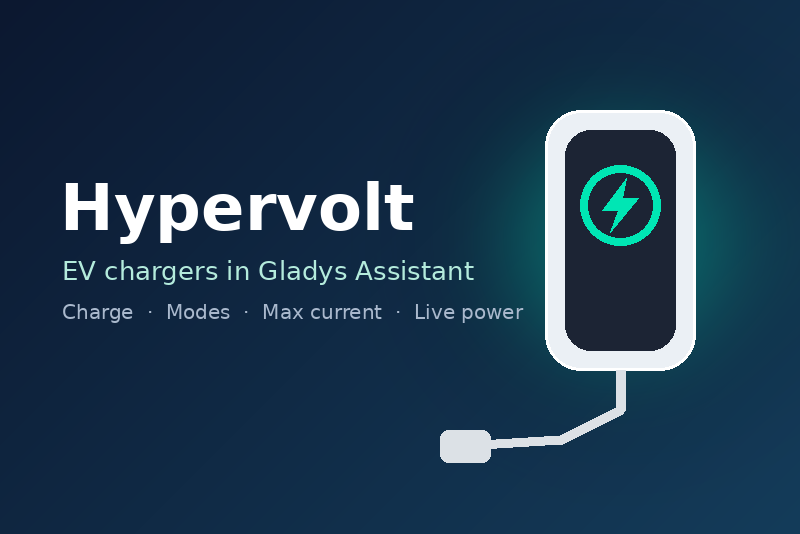 Hypervolt
EV chargers in Gladys Assistant
Charge · Modes · Max current · Live power